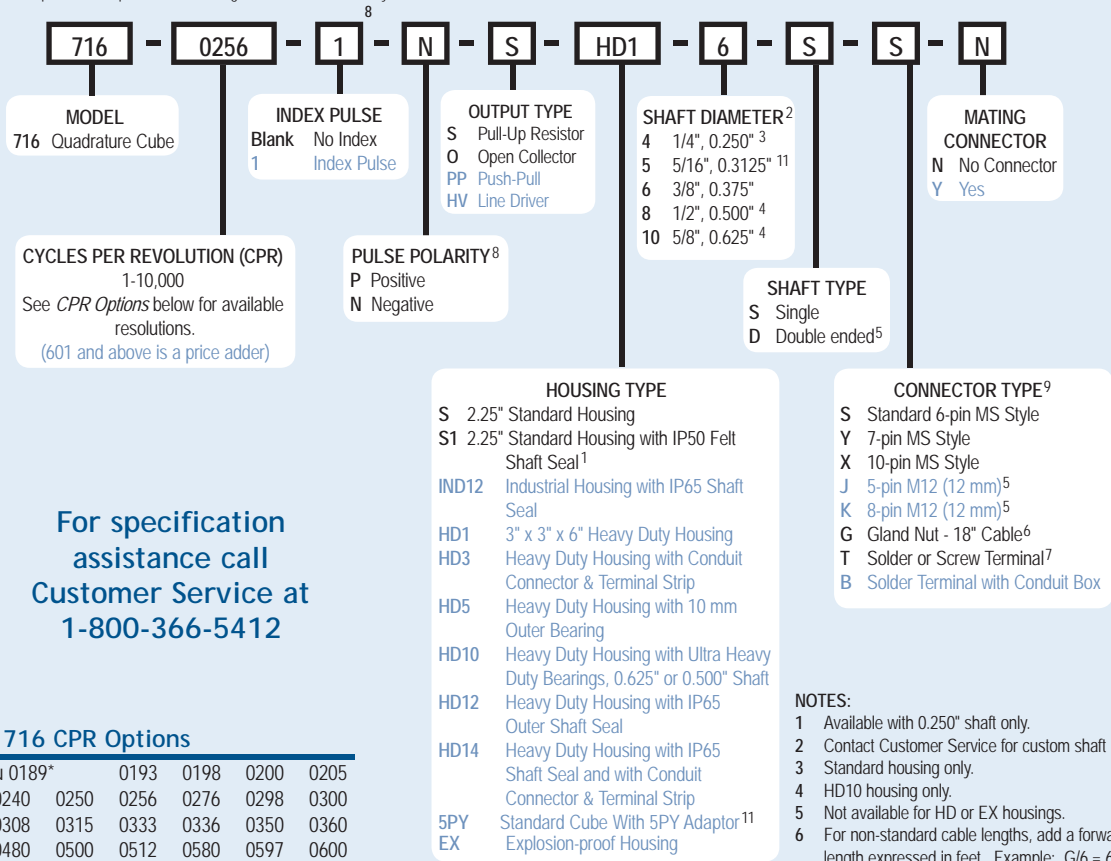 8
716 - 0256 - 1 - N - S - HD1 - 6 - S - S - N
MODEL
716 Quadrature Cube
INDEX PULSE
Blank No Index
1 Index Pulse
OUTPUT TYPE
S Pull-Up Resistor
O Open Collector
PP Push-Pull
HV Line Driver
SHAFT DIAMETER2
4 1/4", 0.250" 3
5 5/16", 0.3125" 11
6 3/8", 0.375"
8 1/2", 0.500" 4
10 5/8", 0.625" 4
MATING
CONNECTOR
N No Connector
Y Yes
CYCLES PER REVOLUTION (CPR)
1-10,000
See CPR Options below for available
resolutions.
(601 and above is a price adder)
PULSE POLARITY8
P Positive
N Negative
SHAFT TYPE
S Single
D Double ended5
HOUSING TYPE
S 2.25" Standard Housing
S1 2.25" Standard Housing with IP50 Felt
Shaft Seal1
IND12 Industrial Housing with IP65 Shaft
Seal
HD1 3" x 3" x 6" Heavy Duty Housing
HD3 Heavy Duty Housing with Conduit
Connector & Terminal Strip
HD5 Heavy Duty Housing with 10 mm
Outer Bearing
HD10 Heavy Duty Housing with Ultra Heavy
Duty Bearings, 0.625" or 0.500" Shaft
HD12 Heavy Duty Housing with IP65
Outer Shaft Seal
HD14 Heavy Duty Housing with IP65
Shaft Seal and with Conduit
Connector & Terminal Strip
5PY Standard Cube With 5PY Adaptor11
EX Explosion-proof Housing
CONNECTOR TYPE9
S Standard 6-pin MS Style
Y 7-pin MS Style
X 10-pin MS Style
J 5-pin M12 (12 mm)5
K 8-pin M12 (12 mm)5
G Gland Nut - 18" Cable6
T Solder or Screw Terminal7
B Solder Terminal with Conduit Box
For specification
assistance call
Customer Service at
1-800-366-5412
716 CPR Options
0189* 0193 0198 0200 0205
0240 0250 0256 0276 0298 0300
0308 0315 0333 0336 0350 0360
0480 0500 0512 0580 0597 0600
NOTES:
1 Available with 0.250" shaft only.
2 Contact Customer Service for custom shaft
3 Standard housing only.
4 HD10 housing only.
5 Not available for HD or EX housings.
6 For non-standard cable lengths, add a forwa
length expressed in feet. Example: G/6 =